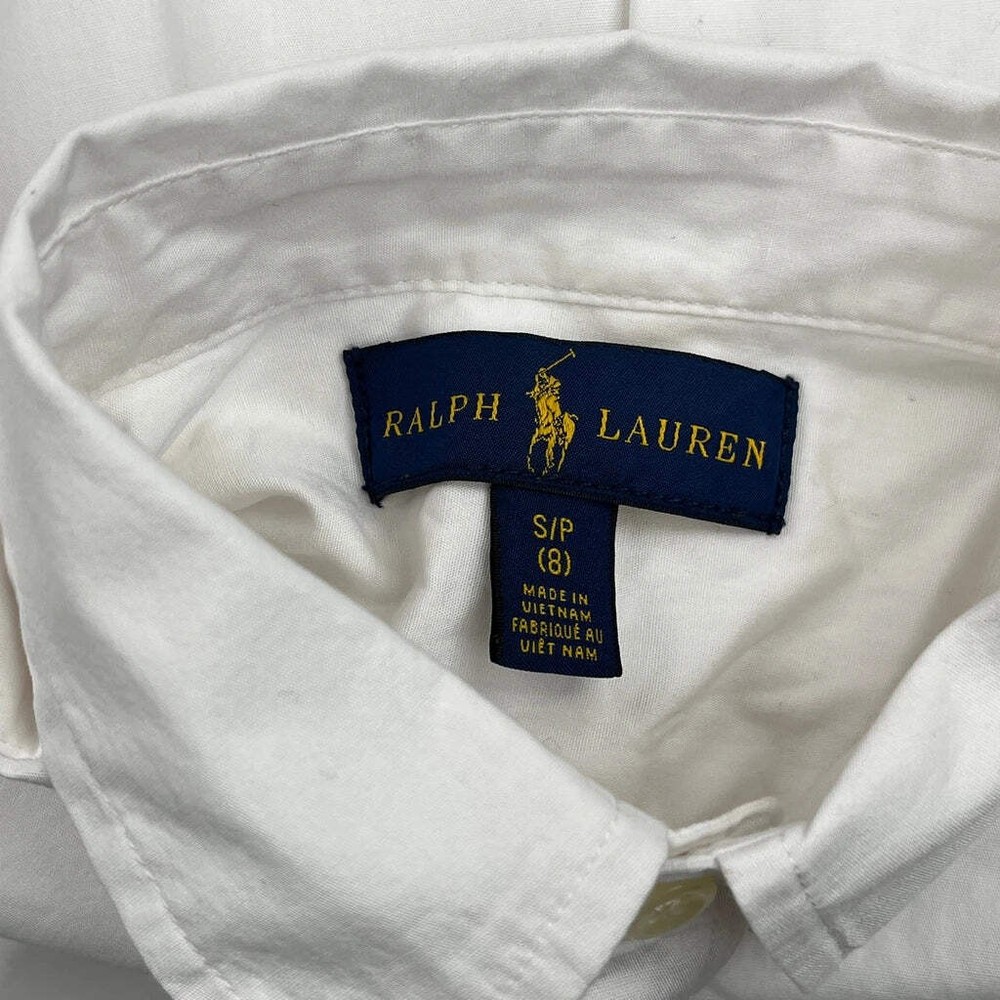 RALPH LAUREN
S/P
(8)
MADE IN
VIETNAM
FABRIQUÉ AU
VIÊT NAM